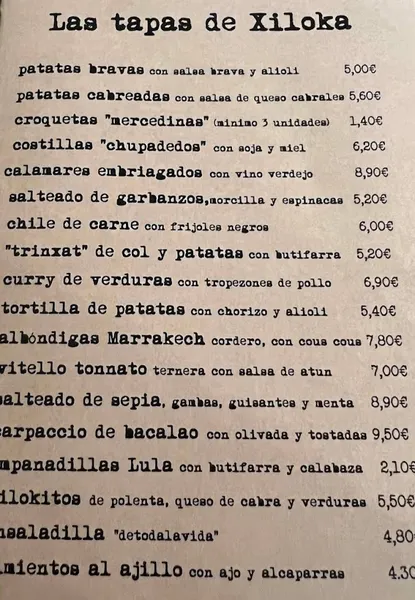 Las tapas de Xiloka
patatas bravas con salsa brava y alioli 5,00€
patatas cabreadas con salsa de queso cabrales 5,60€
croquetas "mercedinas" (minimo 3 unidades) 1,40€
costillas "chupadedos" con soja y miel 6,20€
calamares embriagados con vino verdejo 8,90€
salteado de garbanzos, morcilla y espinacas 5,20€
chile de carne con frijoles negros 6,00€
"trinxat" de col y patatas con butifarra 5,20€
curry de verduras con tropezones de pollo 6,90€
tortilla de patatas con chorizo y alioli 5,40€
albóndigas Marrakech cordero, con cous cous 7,80€
vitello tonnato ternera con salsa de atun 7,00€
salteado de sepia, gambas, guisantes y menta 8,90€
carpaccio de bacalao con olivada y tostadas 9,50€
mpanadillas Lula con butifarra y calabaza 2,10€
ilokitos de polenta, queso de cabra y verduras 5,50€
nsaladilla "detodalavida" 4,80
imientos al ajillo con ajo y alcaparras 4.30